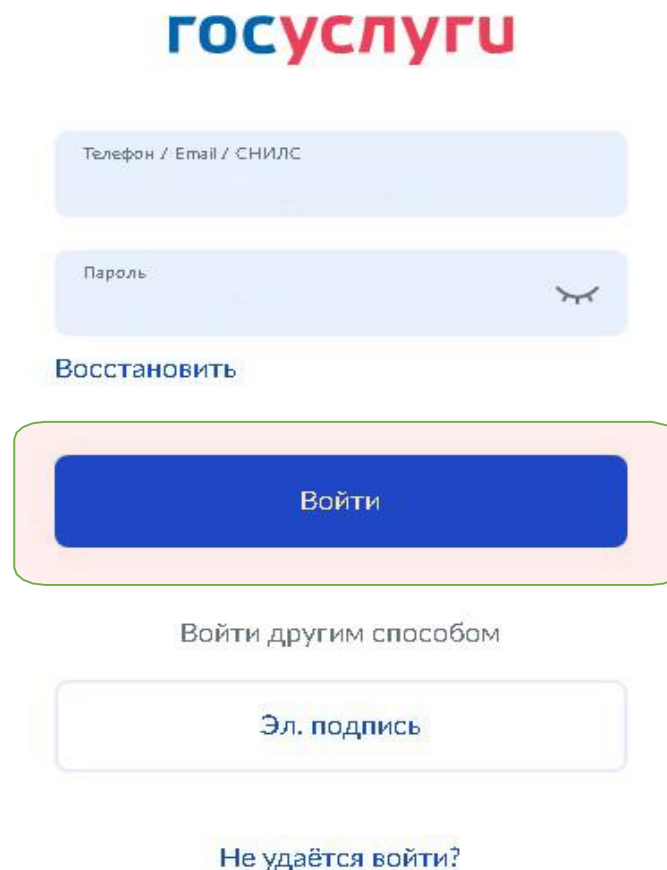 госуслуги
Телефон / Email / СНИЛС
Пароль
Восстановить
Войти
Войти другим способом
Эл. подпись
Не удаётся войти?